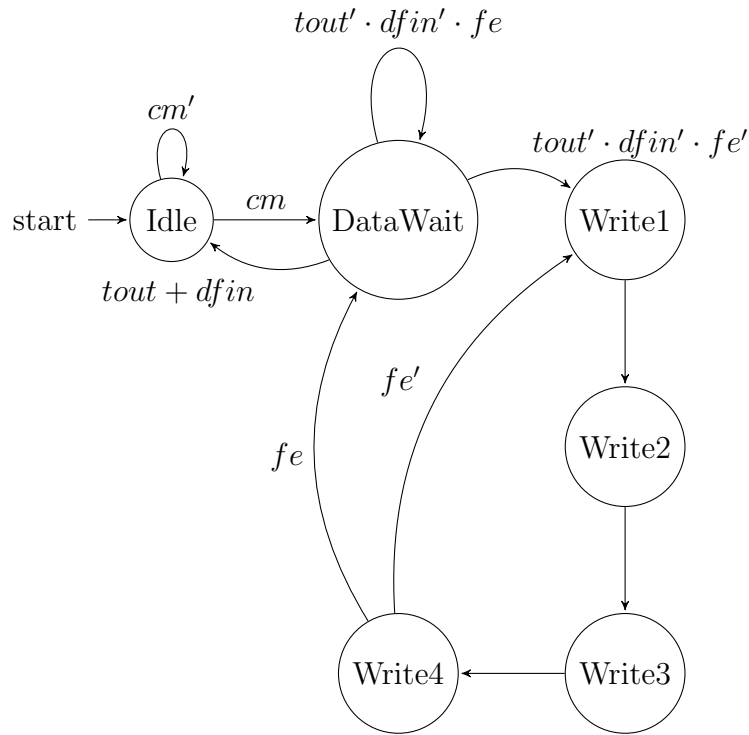 tout′ · dfin′ · fe
cm′
tout′ · dfin′ · fe′
start
Idle
cm
DataWait
Write1
tout + dfin
fe′
fe
Write2
Write4
Write3